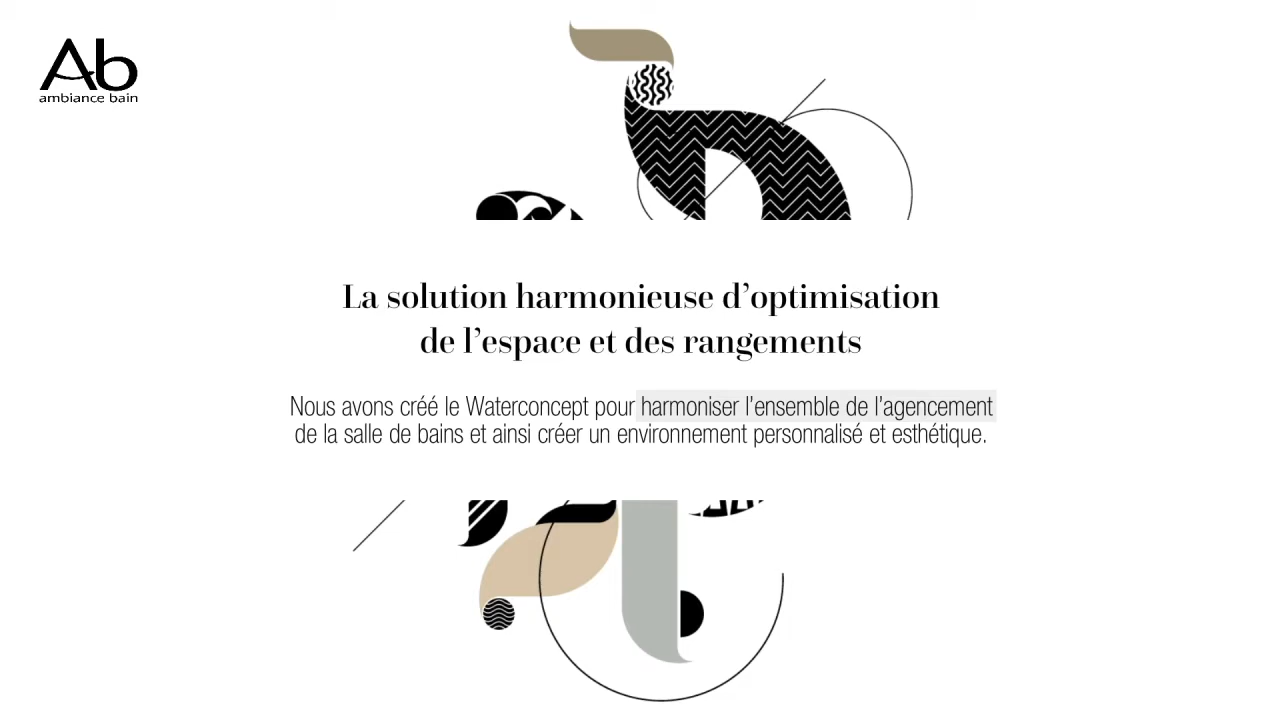 Ab
ambiance bain
La solution harmonieuse d’optimisation
de l’espace et des rangements
Nous avons créé le Waterconcept pour harmoniser l’ensemble de l’agencement
de la salle de bains et ainsi créer un environnement personnalisé et esthétique.